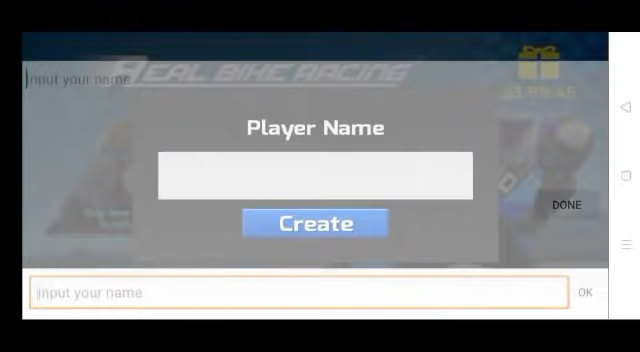 REAL BIKE RACING
Input your name
Player Name
Create
DONE
Input your name
OK